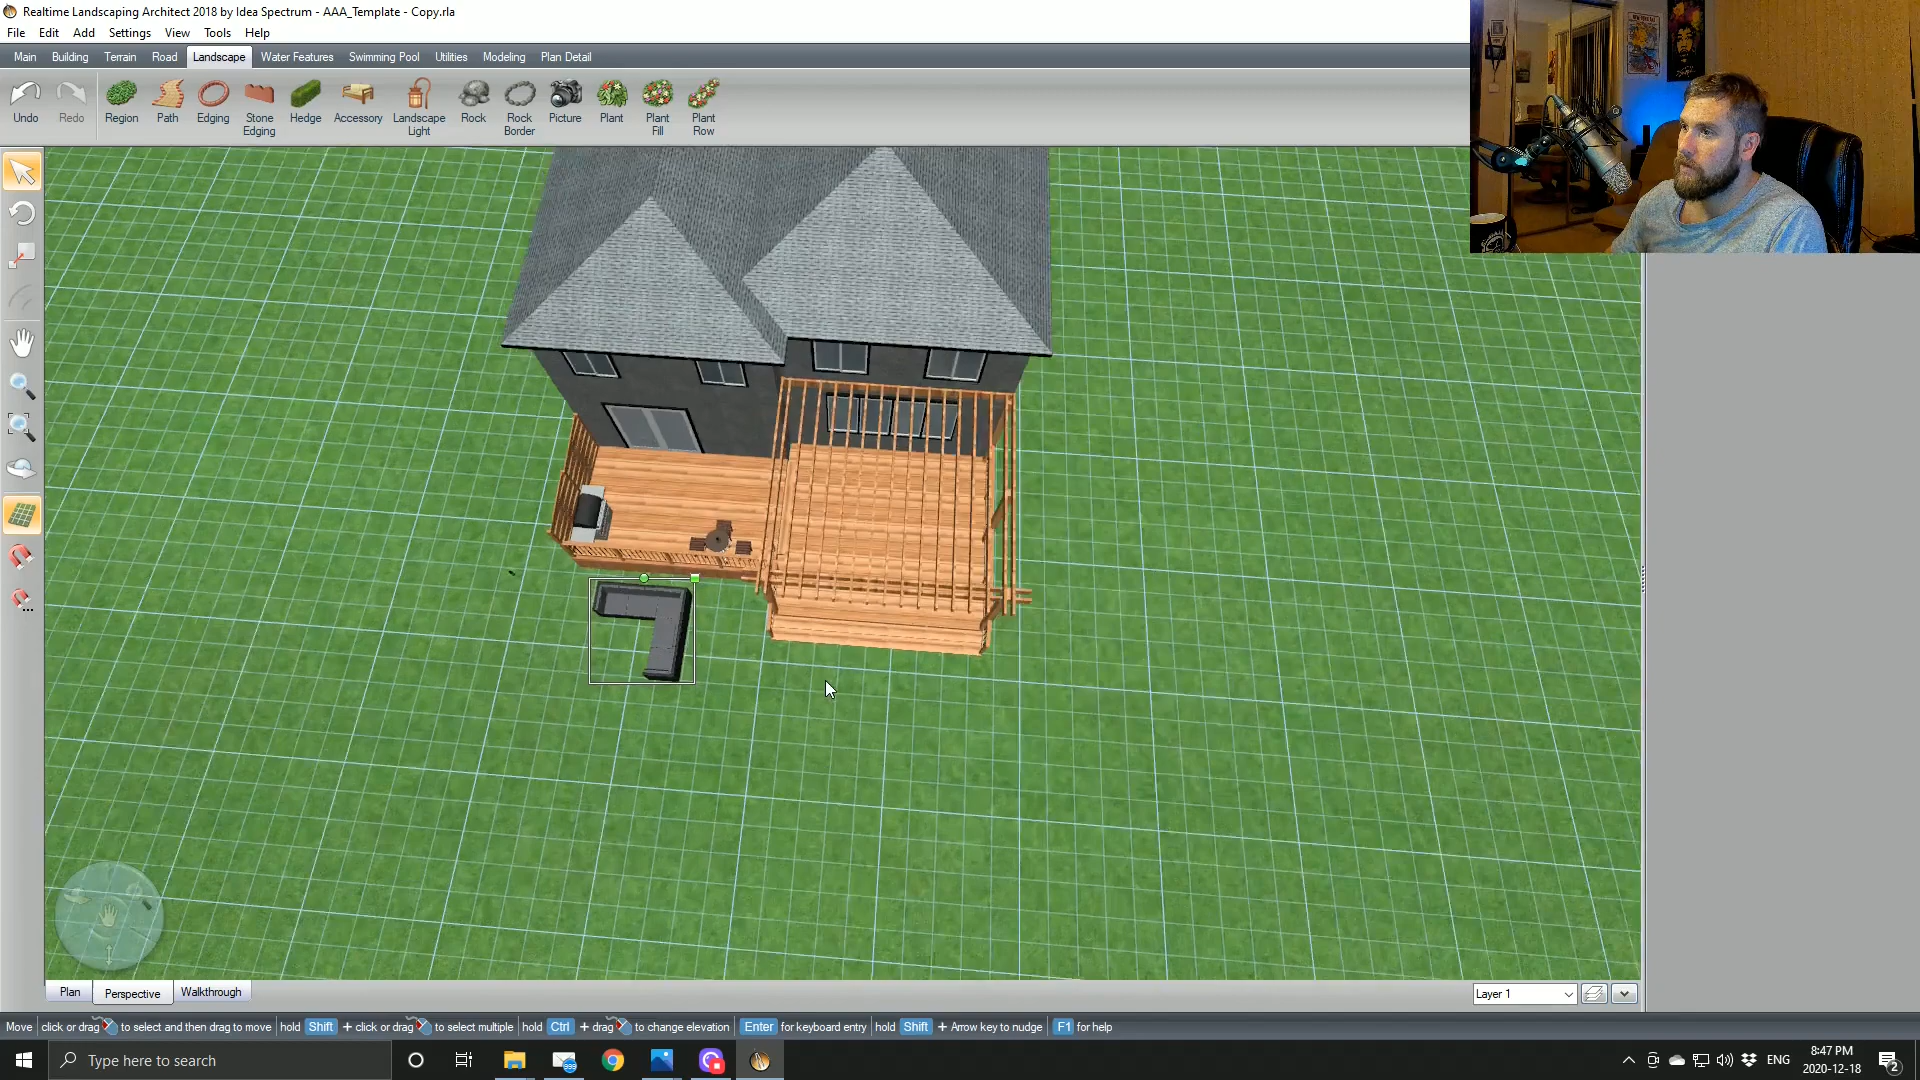 Realtime Landscaping Architect 2018 by Idea Spectrum - AAA_Template - Copy.rla
File Edit Add Settings View Tools Help
Main Building Terrain Road Landscape Water Features Swimming Pool Utilities Modeling Plan Detail
Undo Redo Region Path Edging Stone Edging Hedge Accessory Landscape Light Rock Rock Border Picture Plant Plant Fill Plant Row
Plan Perspective Walkthrough
Layer 1
Move click or drag to select and then drag to move hold Shift + click or drag to select multiple hold Ctrl + drag to change elevation Enter for keyboard entry hold Shift + Arrow key to nudge F1 for help
Type here to search
ENG
8:47 PM
2020-12-18
2